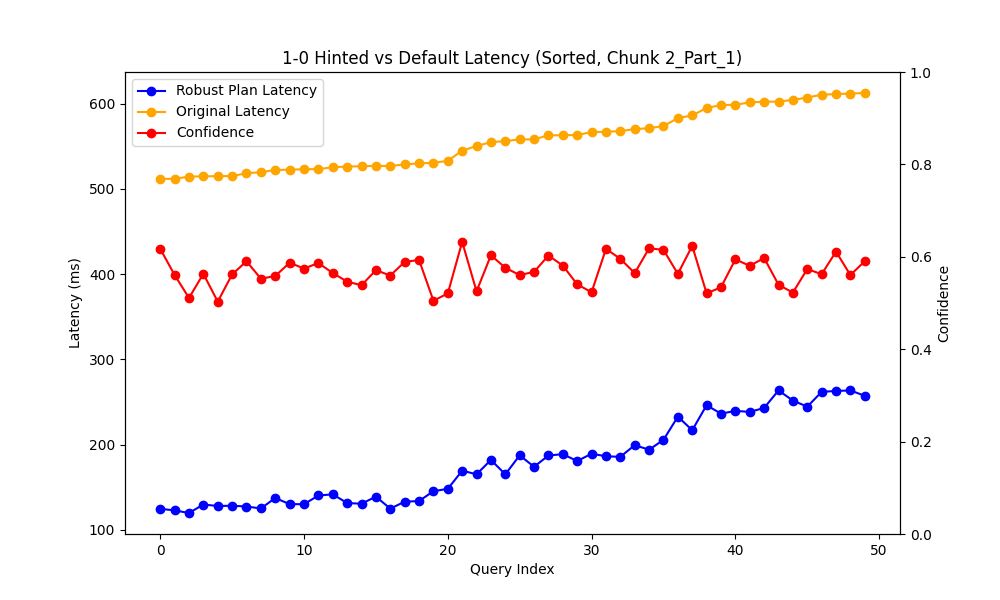 1-0 Hinted vs Default Latency (Sorted, Chunk 2_Part_1)
Robust Plan Latency
Original Latency
Confidence
600
500
400
300
200
100
Latency (ms)
1.0
0.8
0.6
0.4
0.2
0.0
Confidence
0 10 20 30 40 50
Query Index